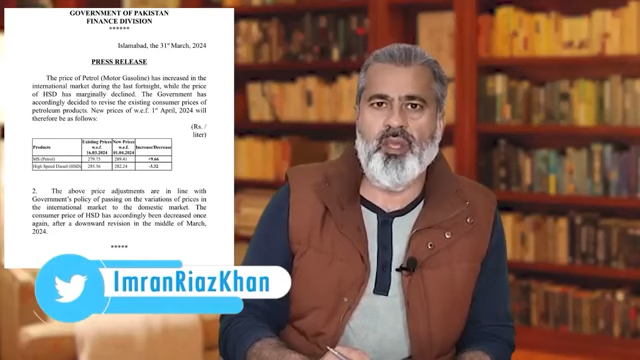 GOVERNMENT OF PAKISTAN
FINANCE DIVISION
******
Islamabad, the 31st March, 2024
PRESS RELEASE
The price of Petrol (Motor Gasoline) has increased in the
international market during the last fortnight, while the
price of HSD has marginally declined. The Government has
accordingly decided to revise the existing consumer prices of
petroleum products. New prices of w.e.f. 1st April, 2024 will
therefore be as follows:
(Rs. /
liter)
Products Existing Prices w.e.f. 16.03.2024 New Prices w.e.f. 01.04.2024 Increase/Decrease
MS (Petrol) 279.75 289.41 +9.66
High Speed Diesel (HSD) 285.56 282.24 -3.32
2. The above price adjustments are in line with
Government's policy of passing on the variations of prices
in the international market to the domestic market. The
consumer price of HSD has accordingly been decreased once
again, after a downward revision in the middle of March,
2024.
*****
ImranRiazKhan